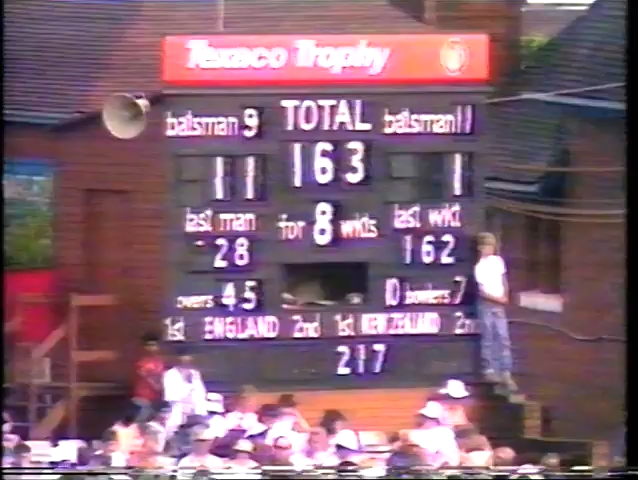 Texaco Trophy
batsman 9 TOTAL batsman 11
11 163 1
last man for 8 wkts last wkt
28 162
overs 45 10 bowlers 7
1st ENGLAND 2nd 1st NEW ZEALAND 2n
217